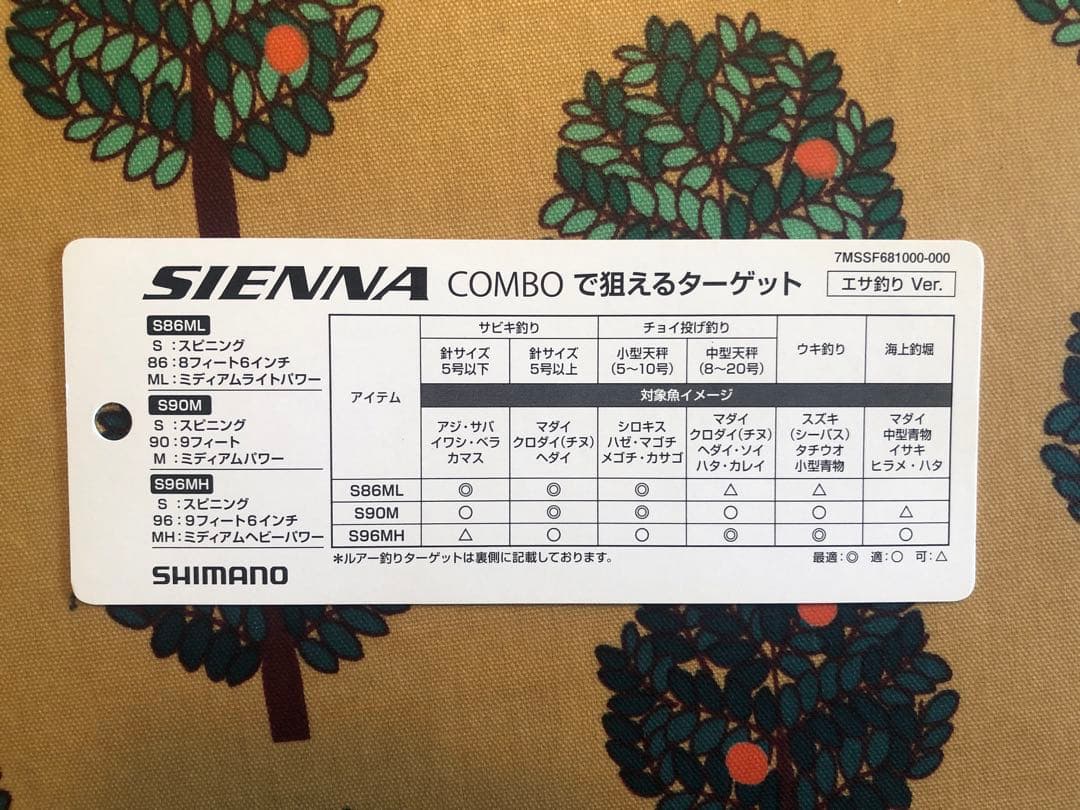 7MSSF681000-000
SIENNA COMBO で狙えるターゲット
エサ釣り Ver.
S86ML
S :スピニング
86:8フィート6インチ
ML:ミディアムライトパワー
S90M
S :スピニング
90:9フィート
M :ミディアムパワー
S96MH
S :スピニング
96:9フィート6インチ
MH:ミディアムヘビーパワー
SHIMANO
アイテム
サビキ釣り
チョイ投げ釣り
ウキ釣り
海上釣堀
針サイズ
5号以下
針サイズ
5号以上
小型天秤
(5〜10号)
中型天秤
(8〜20号)
対象魚イメージ
アジ・サバ
イワシ・ベラ
カマス
マダイ
クロダイ(チヌ)
ヘダイ
シロキス
ハゼ・マゴチ
メゴチ・カサゴ
マダイ
クロダイ(チヌ)
ヘダイ・ソイ
ハタ・カレイ
スズキ
(シーバス)
タチウオ
小型青物
マダイ
中型青物
イサキ
ヒラメ・ハタ
S86ML ◎ ◎ ◎ △ △
S90M ○ ◎ ◎ ○ ○ △
S96MH △ ○ ○ ◎ ◎ ○
*ルアー釣りターゲットは裏側に記載しております。
最適:◎ 適:○ 可:△